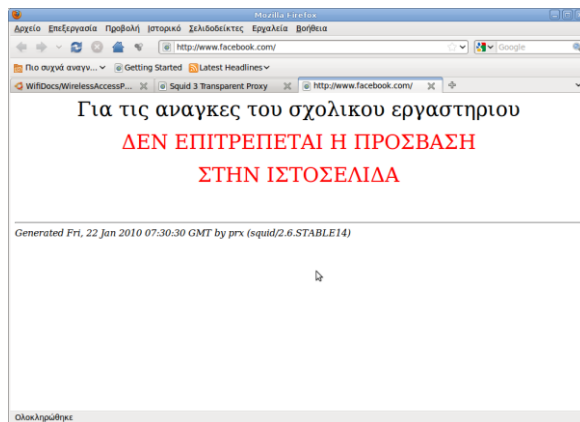 Mozilla Firefox
Αρχείο Επεξεργασία Προβολή Ιστορικό Σελιδοδείκτες Εργαλεία Βοήθεια
http://www.facebook.com/ Google
Πιο συχνά αναγν... Getting Started Latest Headlines
WifiDocs/WirelessAccessP... Squid 3 Transparent Proxy http://www.facebook.com/
Για τις αναγκες του σχολικου εργαστηριου
ΔΕΝ ΕΠΙΤΡΕΠΕΤΑΙ Η ΠΡΟΣΒΑΣΗ
ΣΤΗΝ ΙΣΤΟΣΕΛΙΔΑ
Generated Fri, 22 Jan 2010 07:30:30 GMT by prx (squid/2.6.STABLE14)
Ολοκληρώθηκε